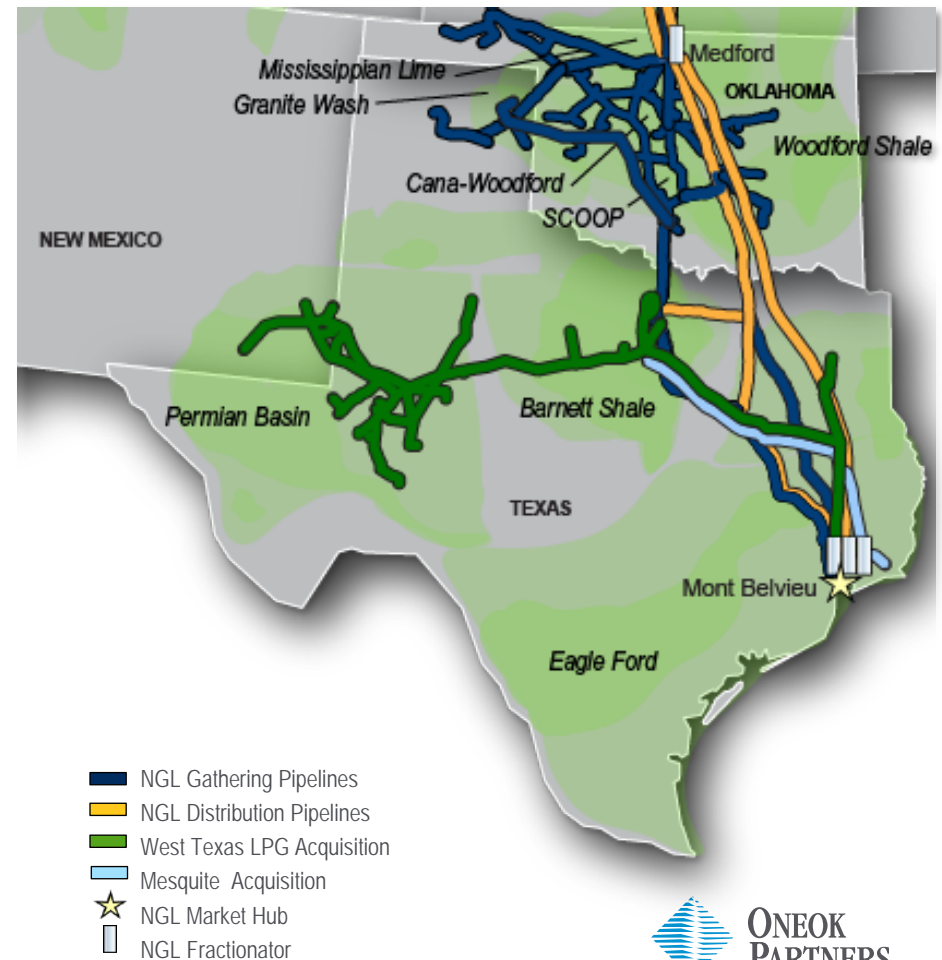 Medford
Mississippian Lime
OKLAHOMA
Granite Wash
Woodford Shale
Cana-Woodford
SCOOP
NEW MEXICO
Permian Basin
Barnett Shale
TEXAS
Mont Belvieu
Eagle Ford
NGL Gathering Pipelines
NGL Distribution Pipelines
West Texas LPG Acquisition
Mesquite Acquisition
NGL Market Hub
NGL Fractionator
ONEOK
PARTNERS